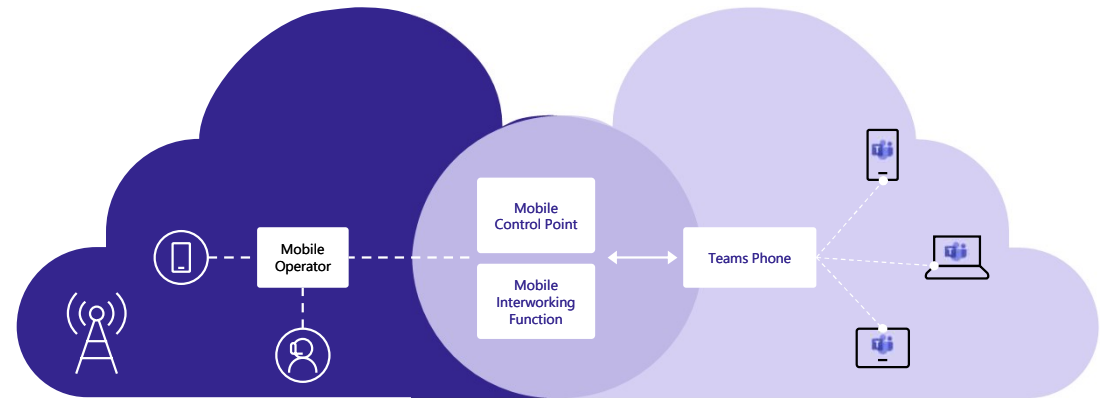 Mobile
Operator
Mobile
Control Point
Mobile
Interworking
Function
Teams Phone
T
T
T